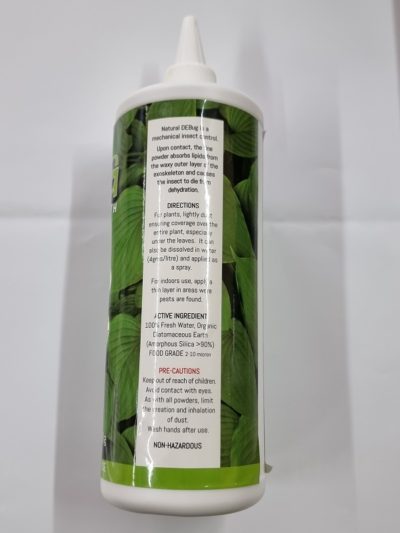 Natural DEBug is a
mechanical insect control.
Upon contact, the fine
powder absorbs lipids from
the waxy outer layer of the
exoskeleton and causes
the insect to die from
dehydration.
DIRECTIONS
For plants, lightly dust
ensuring coverage over the
entire plant, especially
under the leaves. it can
also be dissolved in water
(4gms/litre) and applied as
a spray.
For indoors use, apply a
thin layer in areas were
pests are found.
ACTIVE INGREDIENT
100% Fresh Water, Organic
Diatomaceous Earth
(Amorphous Silica >90%)
FOOD GRADE 2-10 micron
PRE-CAUTIONS
Keep out of reach of children.
Avoid contact with eyes.
As with all powders, limit
the creation and inhalation
of dust.
Wash hands after use.
NON-HAZARDOUS
G
TH